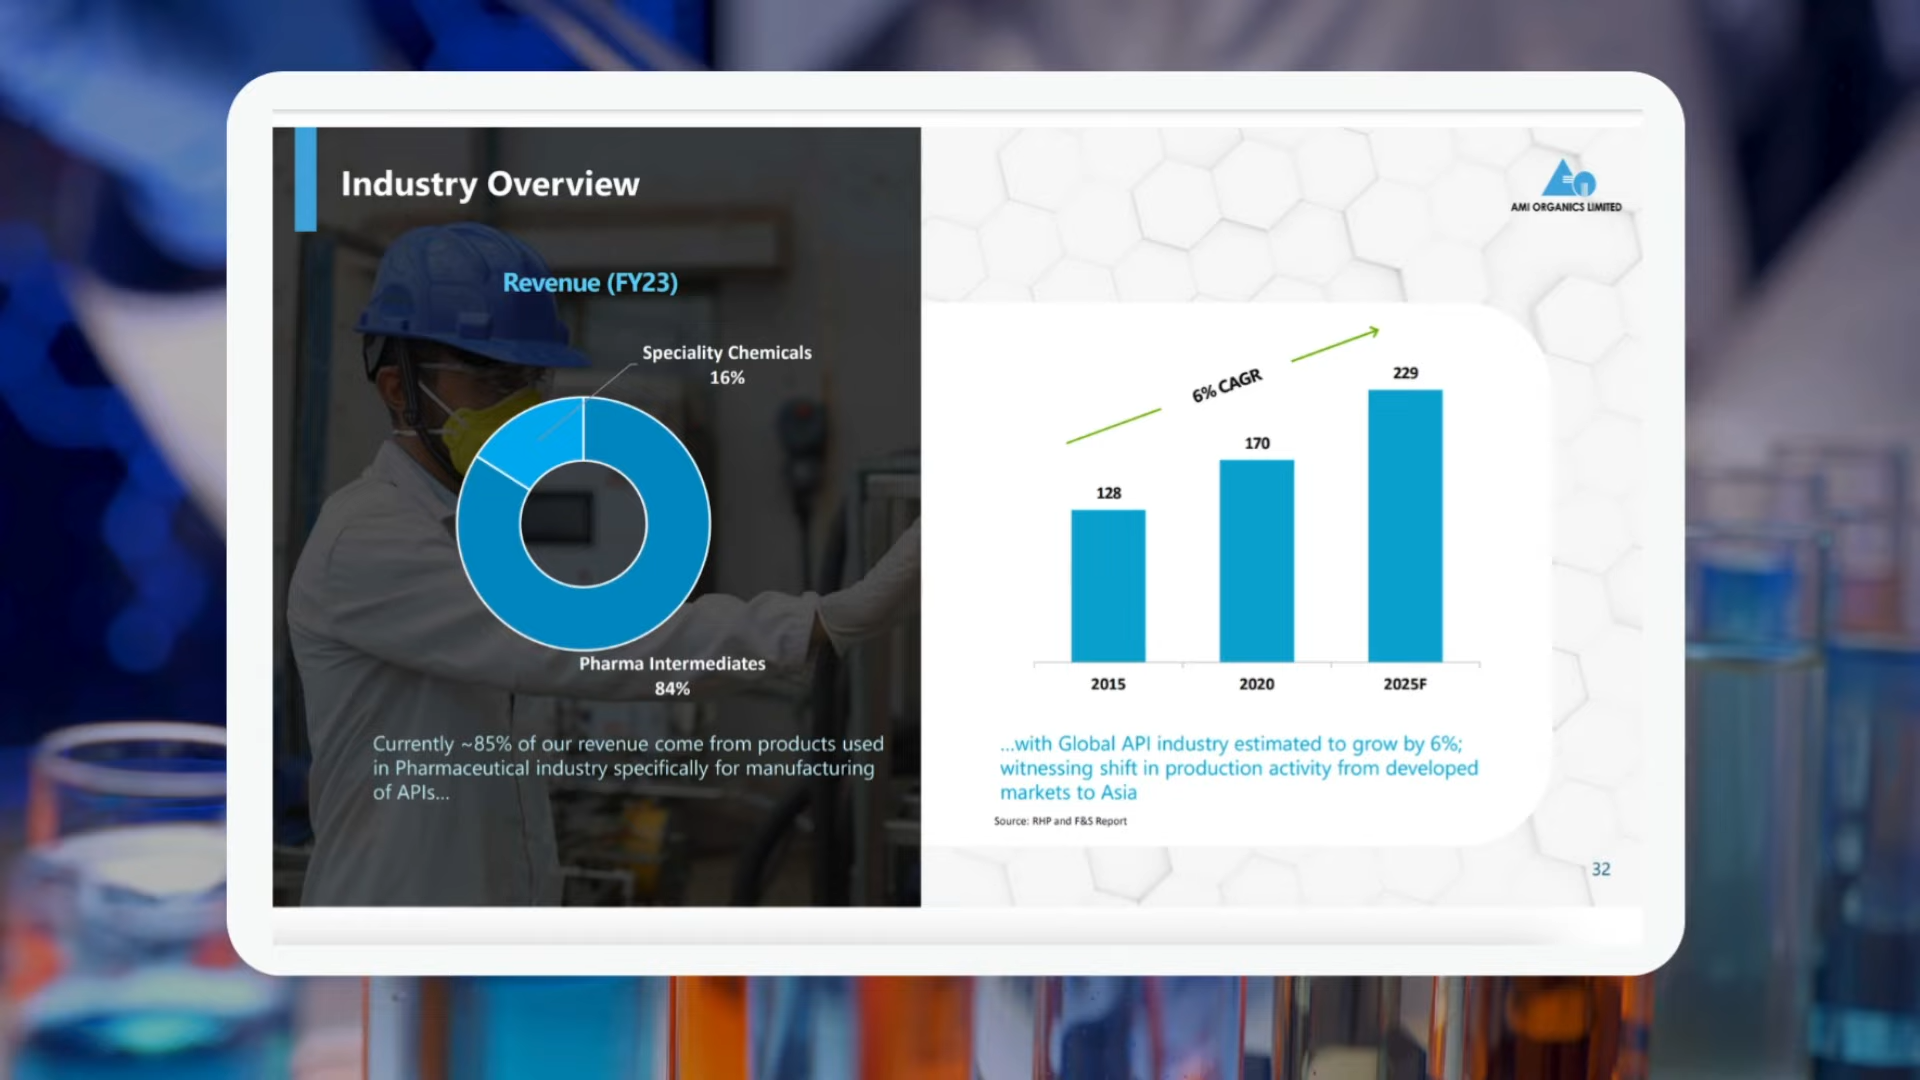 Industry Overview
Revenue (FY23)
Speciality Chemicals
16%
Pharma Intermediates
84%
Currently ~85% of our revenue come from products used
in Pharmaceutical industry specifically for manufacturing
of APIs...
AMI ORGANICS LIMITED
6% CAGR
128
170
229
2015
2020
2025F
...with Global API industry estimated to grow by 6%;
witnessing shift in production activity from developed
markets to Asia
Source: RHP and F&S Report
32